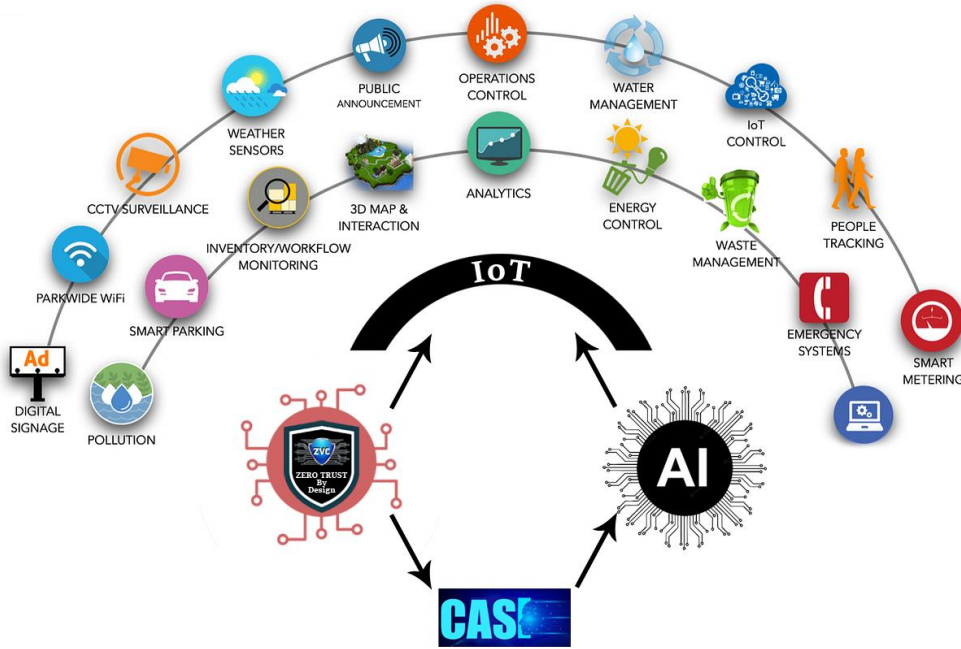 PUBLIC
ANNOUNCEMENT
OPERATIONS
CONTROL
WATER
MANAGEMENT
WEATHER
SENSORS
IoT
CONTROL
CCTV SURVEILLANCE
3D MAP &
INTERACTION
ANALYTICS
ENERGY
CONTROL
PEOPLE
TRACKING
INVENTORY/WORKFLOW
MONITORING
WASTE
MANAGEMENT
PARKWIDE WiFi
SMART PARKING
IoT
EMERGENCY
SYSTEMS
SMART
METERING
Ad
DIGITAL
SIGNAGE
POLLUTION
ZVC
ZERO TRUST
By
Design
AI
CASE